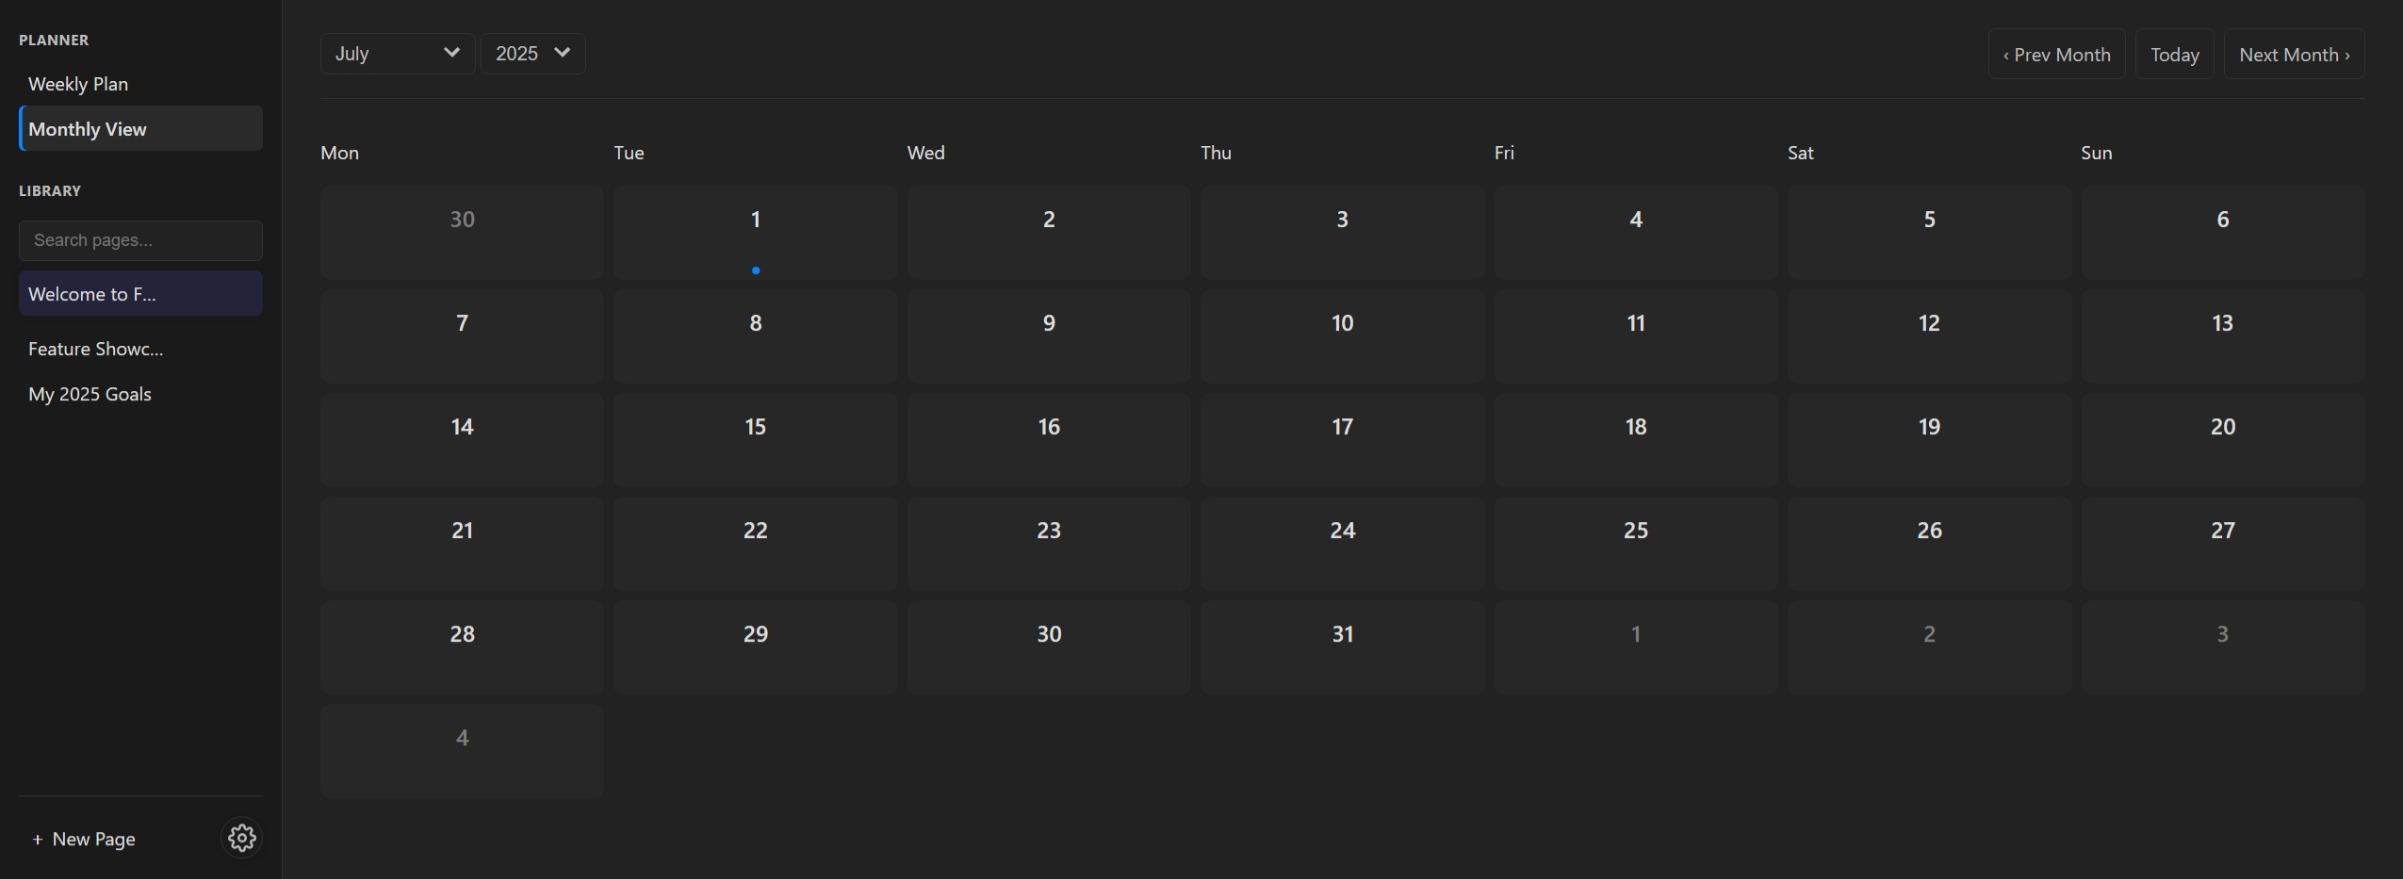 PLANNER
Weekly Plan
Monthly View
LIBRARY
Search pages...
Welcome to F...
Feature Showc...
My 2025 Goals
+ New Page
July 2025
‹ Prev Month Today Next Month ›
Mon Tue Wed Thu Fri Sat Sun
30 1 2 3 4 5 6
7 8 9 10 11 12 13
14 15 16 17 18 19 20
21 22 23 24 25 26 27
28 29 30 31 1 2 3
4